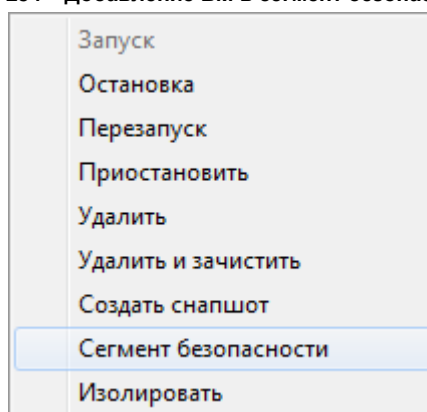 Запуск
Остановка
Перезапуск
Приостановить
Удалить
Удалить и зачистить
Создать снапшот
Сегмент безопасности
Изолировать